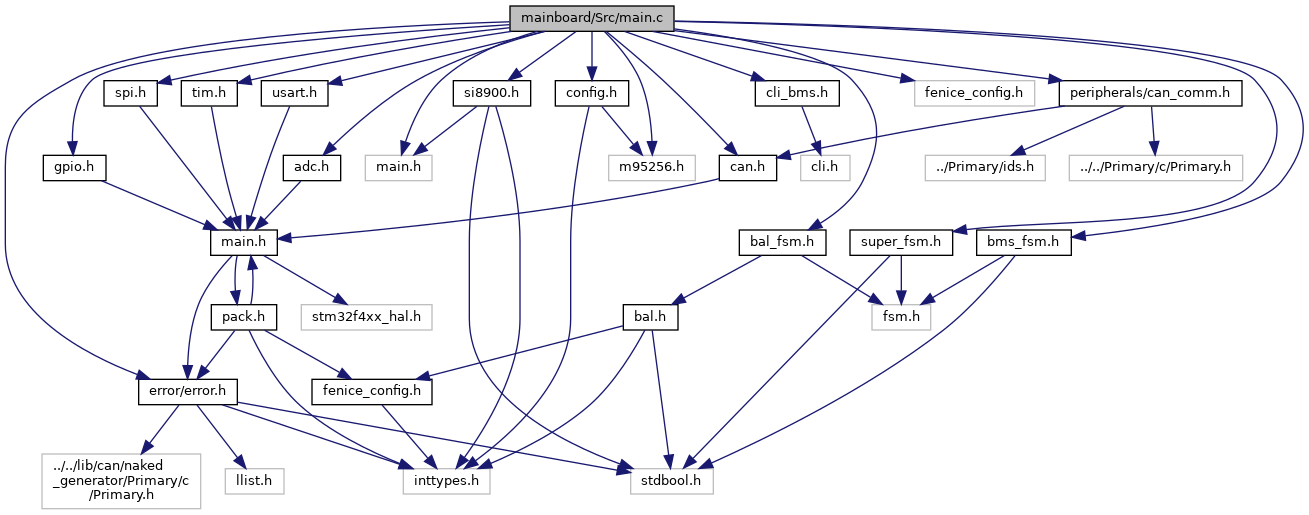 mainboard/Src/main.c
spi.h
tim.h
usart.h
si8900.h
config.h
cli_bms.h
fenice_config.h
peripherals/can_comm.h
gpio.h
adc.h
main.h
m95256.h
can.h
cli.h
../Primary/ids.h
../../Primary/c/Primary.h
main.h
bal_fsm.h
super_fsm.h
bms_fsm.h
pack.h
stm32f4xx_hal.h
bal.h
fsm.h
error/error.h
fenice_config.h
../../lib/can/naked
_generator/Primary/c
/Primary.h
llist.h
inttypes.h
stdbool.h